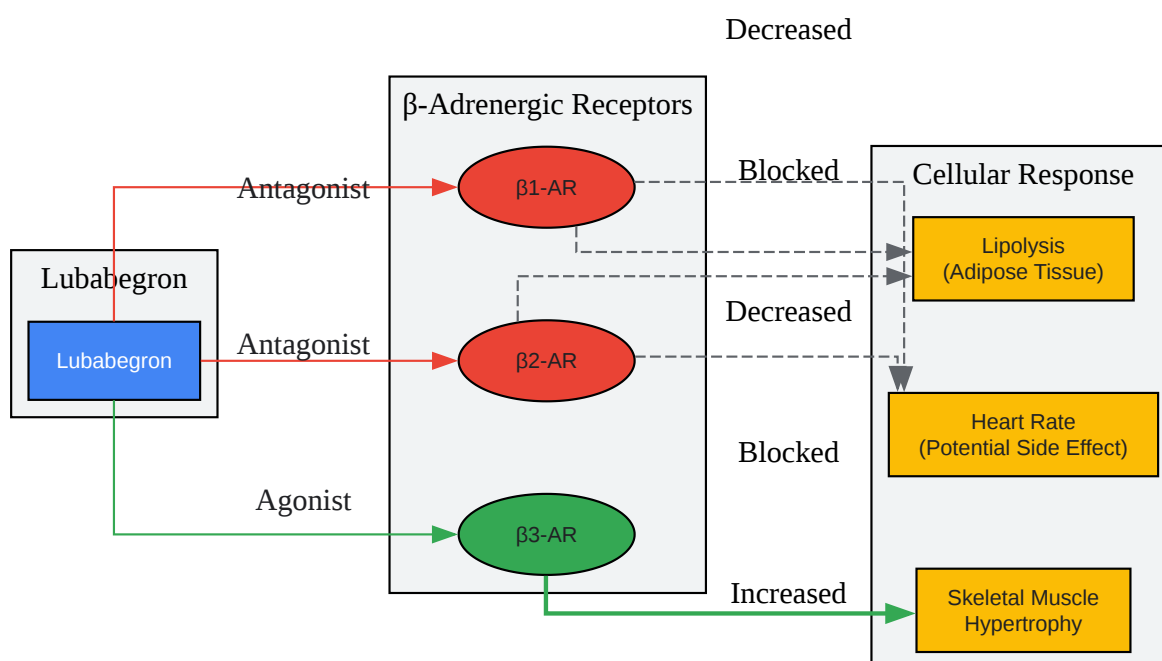 Decreased
β-Adrenergic Receptors
β1-AR
Blocked
Cellular Response
Antagonist
Lipolysis
(Adipose Tissue)
Lubabegron
Decreased
Antagonist
Lubabegron
β2-AR
Heart Rate
(Potential Side Effect)
Blocked
Agonist
β3-AR
Increased
Skeletal Muscle
Hypertrophy